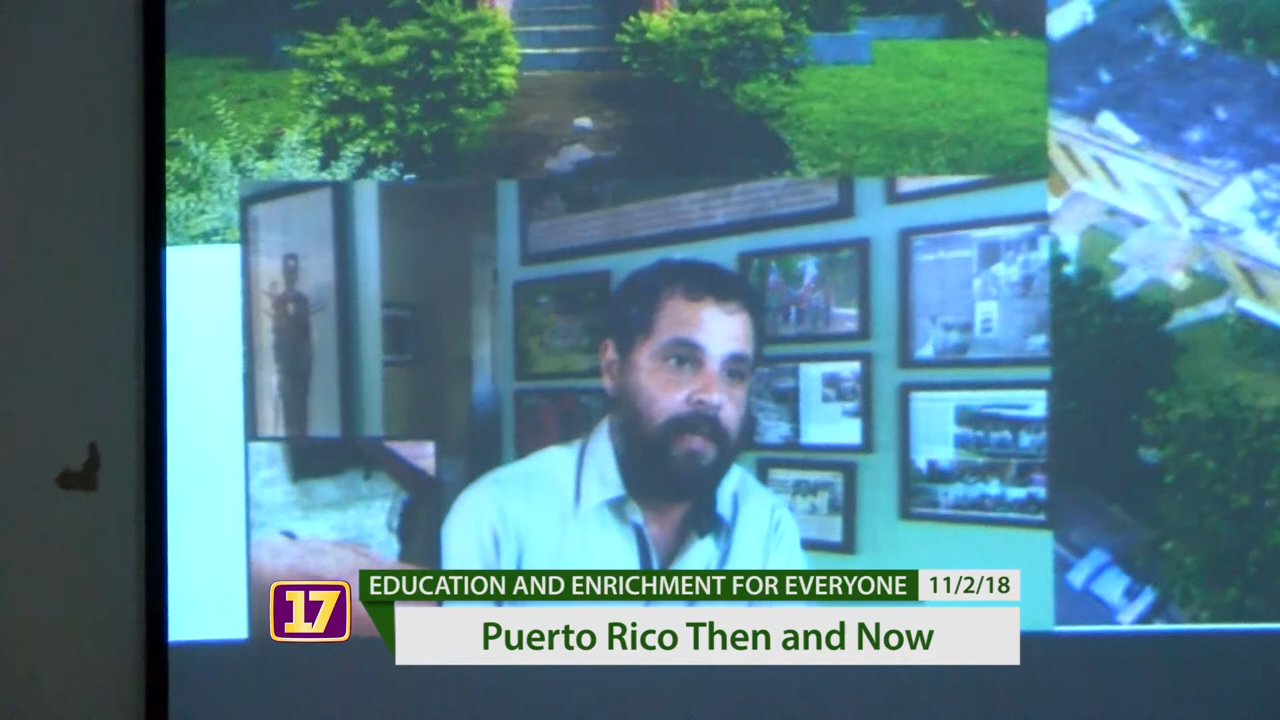 EDUCATION AND ENRICHMENT FOR EVERYONE 11/2/18
17
Puerto Rico Then and Now